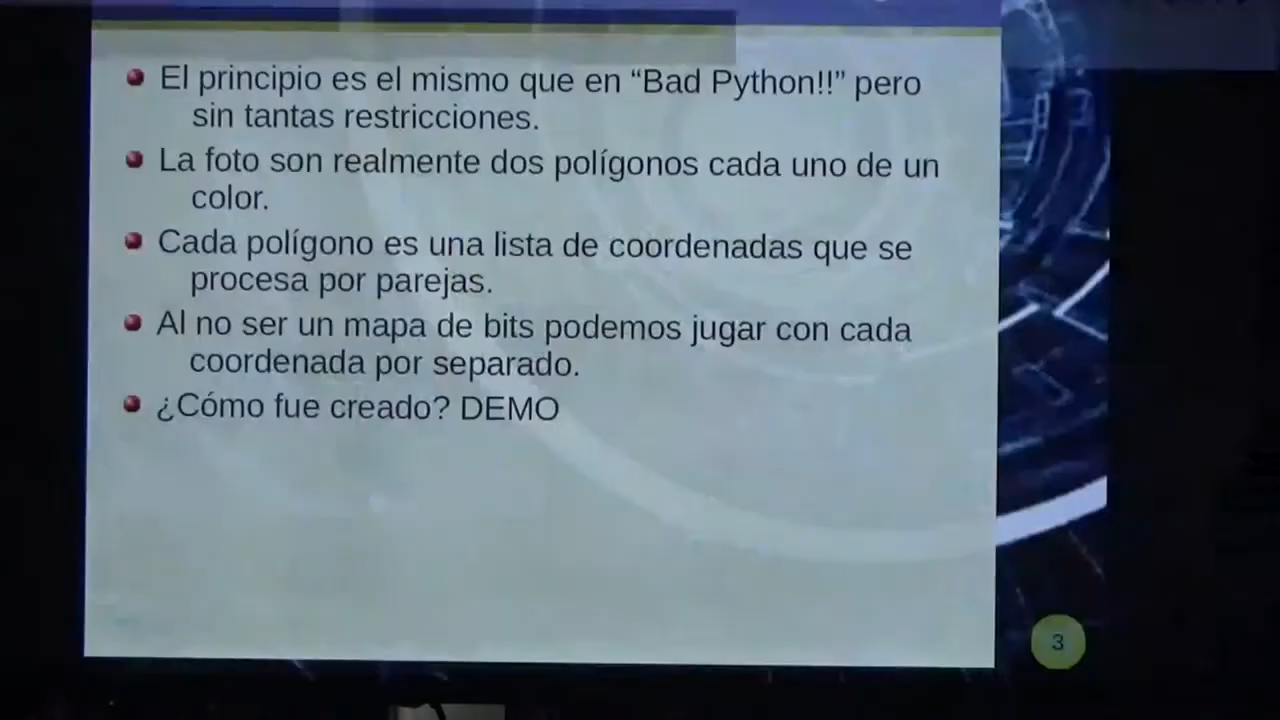 El principio es el mismo que en “Bad Python!!” pero
sin tantas restricciones.
La foto son realmente dos polígonos cada uno de un
color.
Cada polígono es una lista de coordenadas que se
procesa por parejas.
Al no ser un mapa de bits podemos jugar con cada
coordenada por separado.
¿Cómo fue creado? DEMO
3